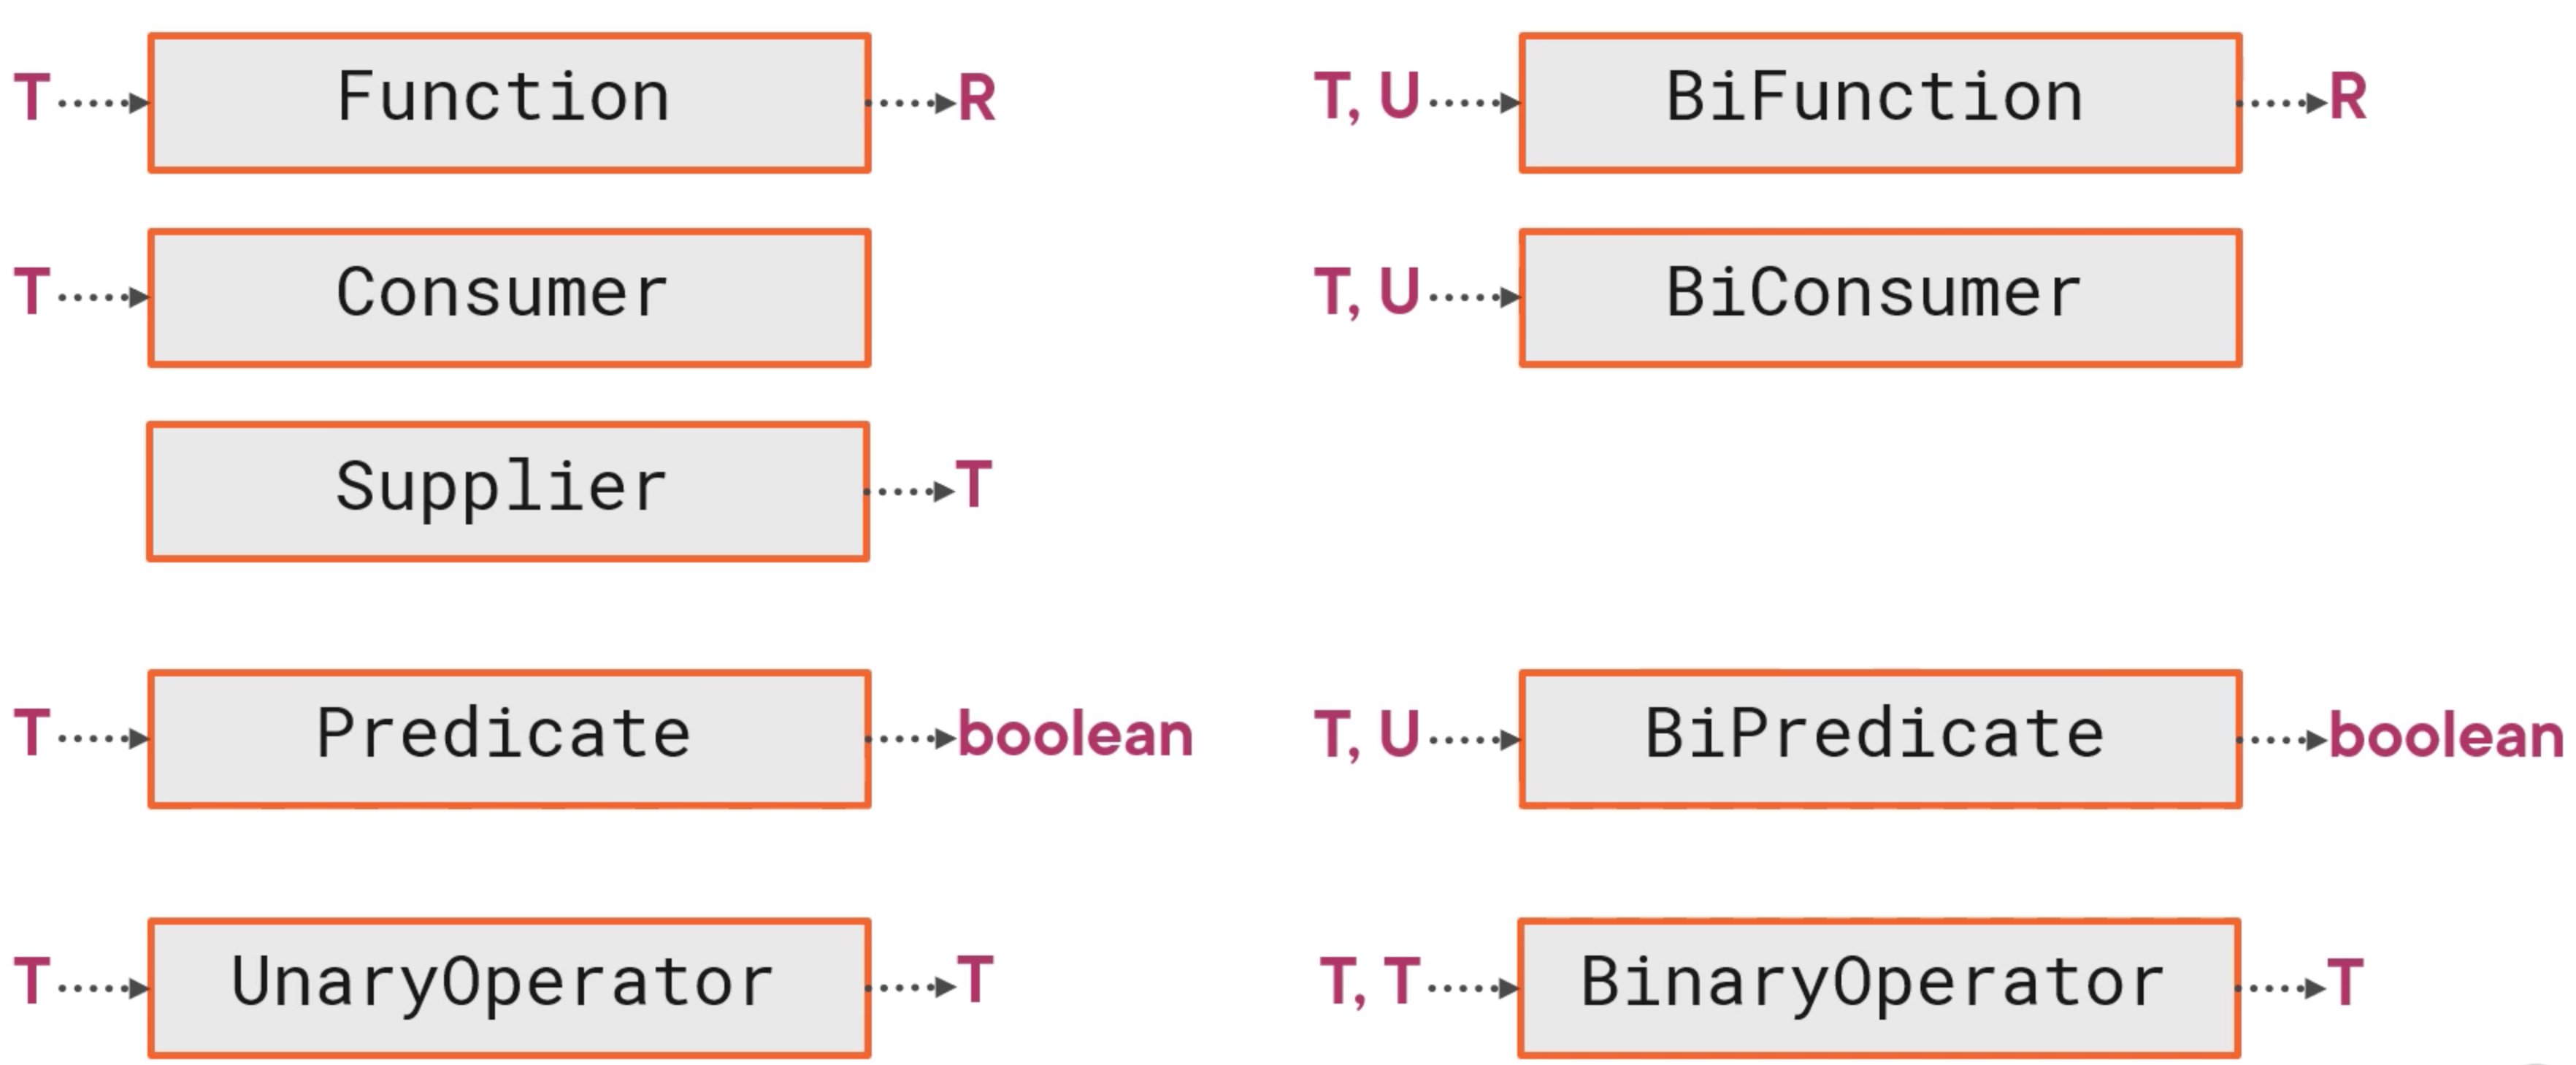 T Function R
T, U BiFunction R
T Consumer
T, U BiConsumer
Supplier T
T Predicate boolean
T, U BiPredicate boolean
T UnaryOperator T
T, T BinaryOperator T